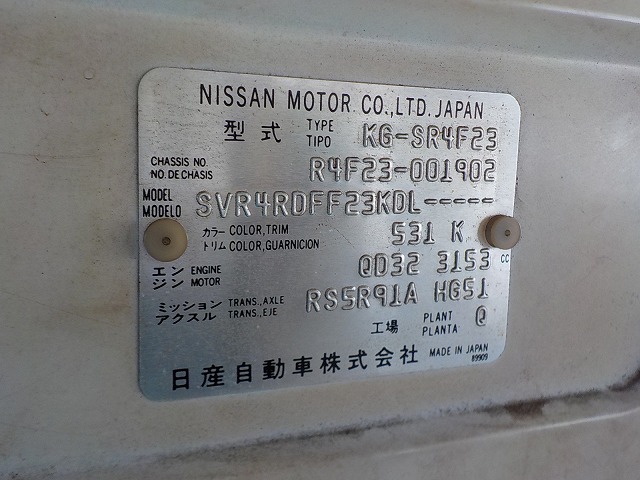 NISSAN MOTOR CO.,LTD. JAPAN
型式 TYPE TIPO KG-SR4F23
CHASSIS NO. NO. DE CHASIS R4F23-001902
MODEL MODELO SVR4RDFF23KDL-----
カラー トリム COLOR, TRIM COLOR, GUARNICION 531 K
エンジン ENGINE MOTOR QD32 3153 CC
ミッション アクスル TRANS., AXLE TRANS., EJE RS5R91A HG51
工場 PLANT PLANTA Q
日産自動車株式会社 MADE IN JAPAN 89909